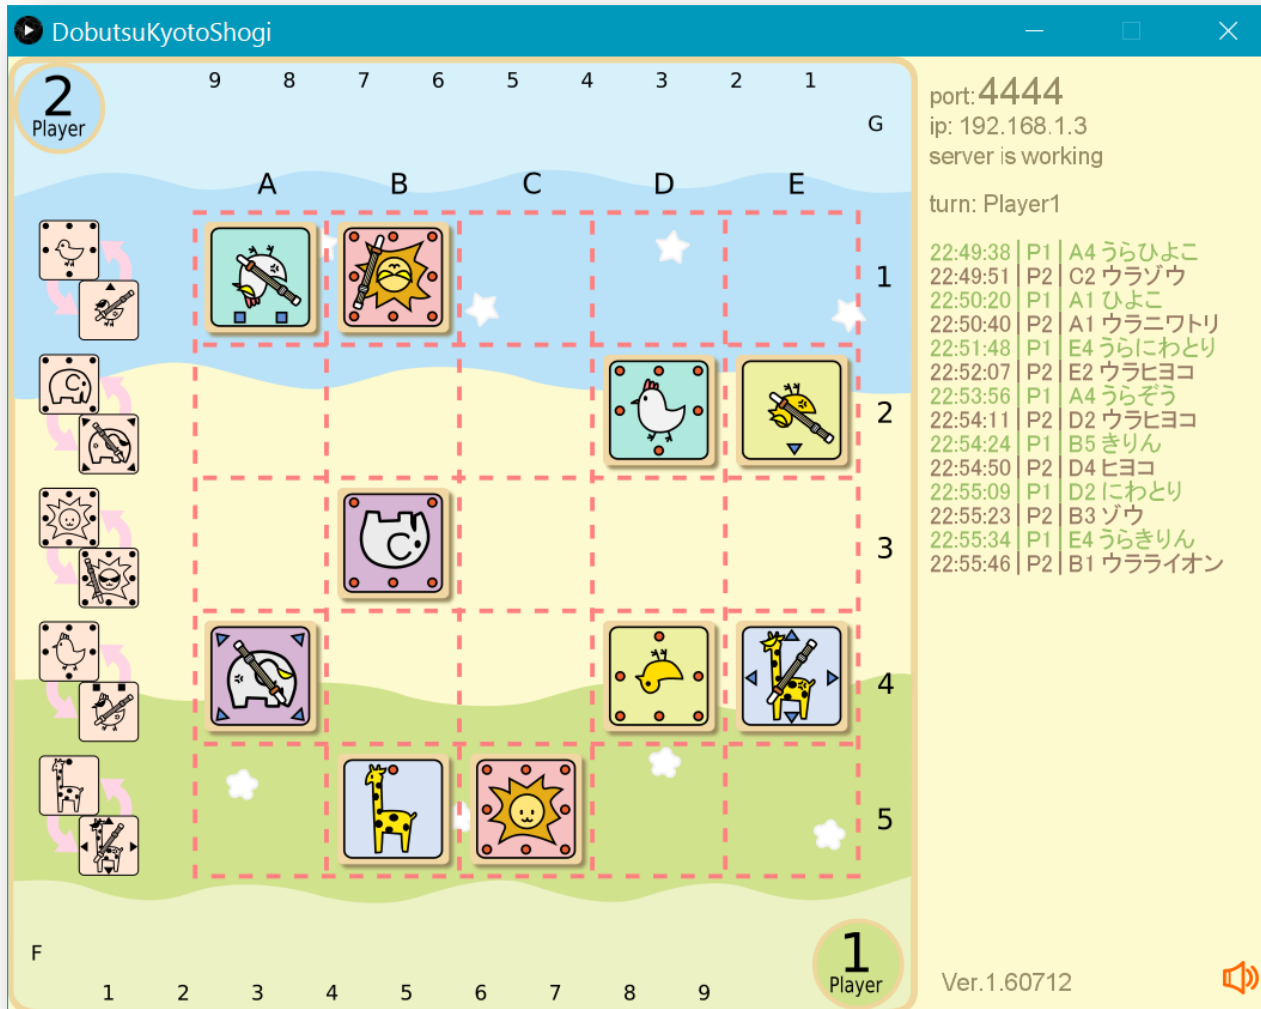 DobutsuKyotoShogi
2
Player
9 8 7 6 5 4 3 2 1
G
A B C D E
1
2
3
4
5
F
1 2 3 4 5 6 7 8 9
1
Player
port:4444
ip: 192.168.1.3
server is working
turn: Player1
22:49:38 | P1 | A4 うらひよこ
22:49:51 | P2 | C2 ウラゾウ
22:50:20 | P1 | A1 ひよこ
22:50:40 | P2 | A1 ウラニワトリ
22:51:48 | P1 | E4 うらにわとり
22:52:07 | P2 | E2 ウラヒヨコ
22:53:56 | P1 | A4 うらぞう
22:54:11 | P2 | D2 ウラヒヨコ
22:54:24 | P1 | B5 きりん
22:54:50 | P2 | D4 ヒヨコ
22:55:09 | P1 | D2 にわとり
22:55:23 | P2 | B3 ゾウ
22:55:34 | P1 | E4 うらきりん
22:55:46 | P2 | B1 ウラライオン
Ver.1.60712